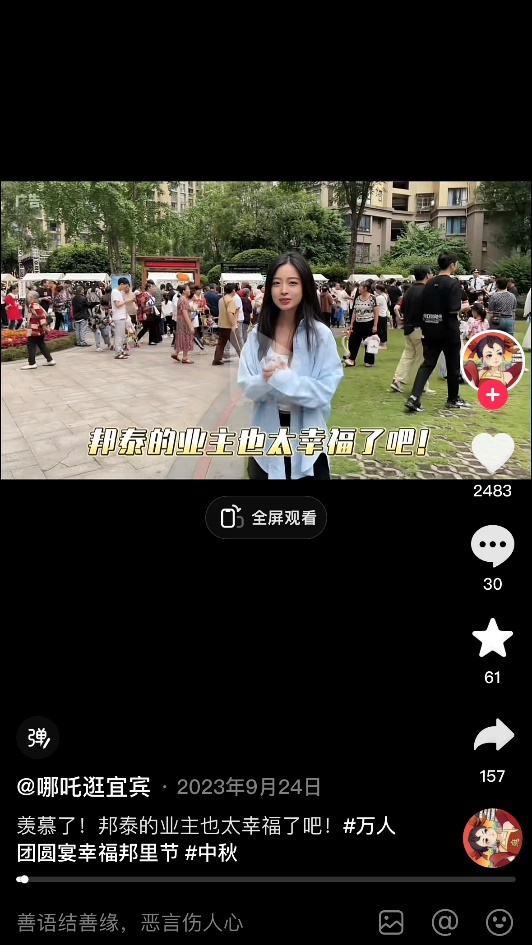 广告
邦泰的业主也太幸福了吧！
全屏观看
2483
30
61
157
弹
@哪吒逛宜宾 · 2023年9月24日
羡慕了！邦泰的业主也太幸福了吧！#万人
团圆宴幸福邦里节 #中秋
善语结善缘，恶言伤人心